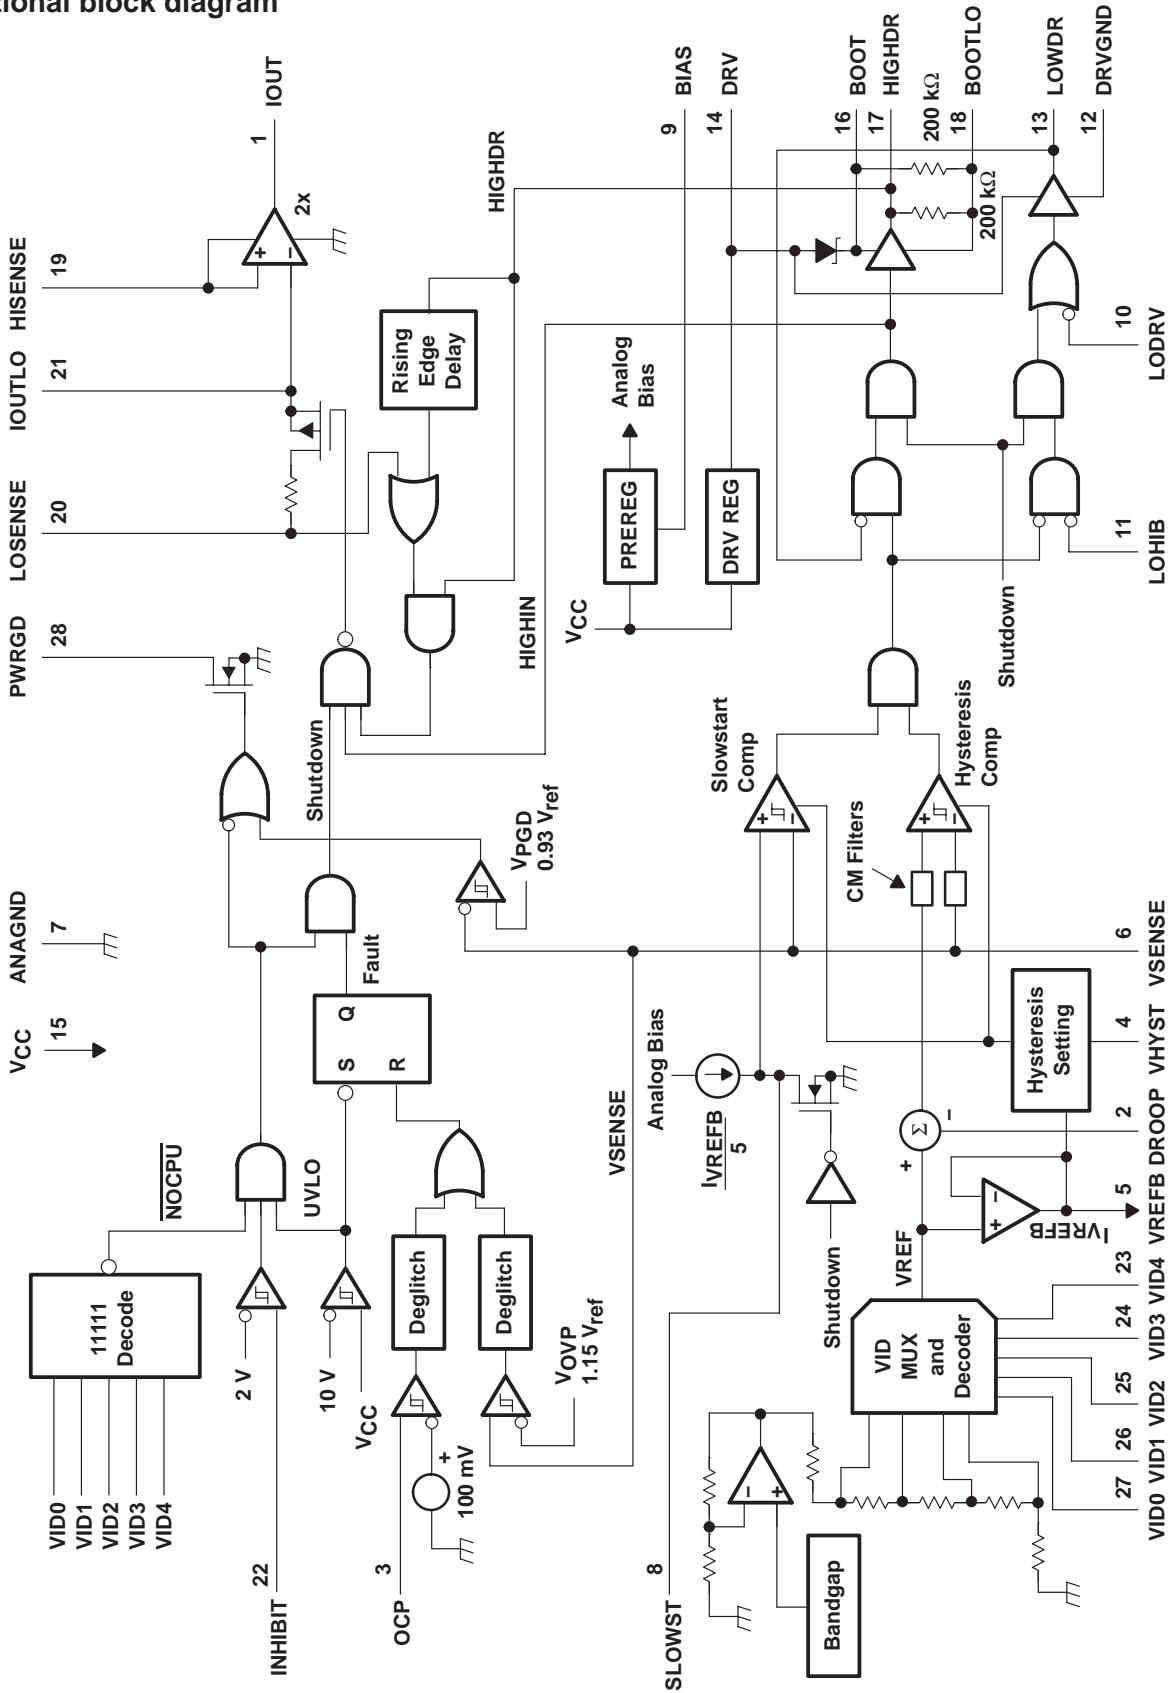 tional block diagram
PWRGD
28
LOSENSE
20
IOUTLO
21
HISENSE
19
ANAGND
7
VCC
15
1
IOUT
2x
VID0
VID1
VID2
VID3
VID4
11111
Decode
NOCPU
22
INHIBIT
2 V
10 V
VCC
UVLO
S
Q
R
Fault
Shutdown
Rising
Edge
Delay
HIGHDR
HIGHIN
3
OCP
100 mV
+
Deglitch
Deglitch
VOVP
1.15 Vref
VSENSE
VPGD
0.93 Vref
VCC
PREREG
Analog
Bias
DRV REG
9
BIAS
14
DRV
16
BOOT
17
HIGHDR
200 kΩ
18
BOOTLO
200 kΩ
13
LOWDR
12
DRVGND
8
SLOWST
Analog Bias
IVREFB
5
Shutdown
Slowstart
Comp
Hysteresis
Comp
CM Filters
Shutdown
Bandgap
VID
MUX
and
Decoder
VREF
Σ
+
−
IVREFB
Hysteresis
Setting
27
VID0
26
VID1
25
VID2
24
VID3
23
VID4
5
VREFB
2
DROOP
4
VHYST
6
VSENSE
11
LOHIB
10
LODRV